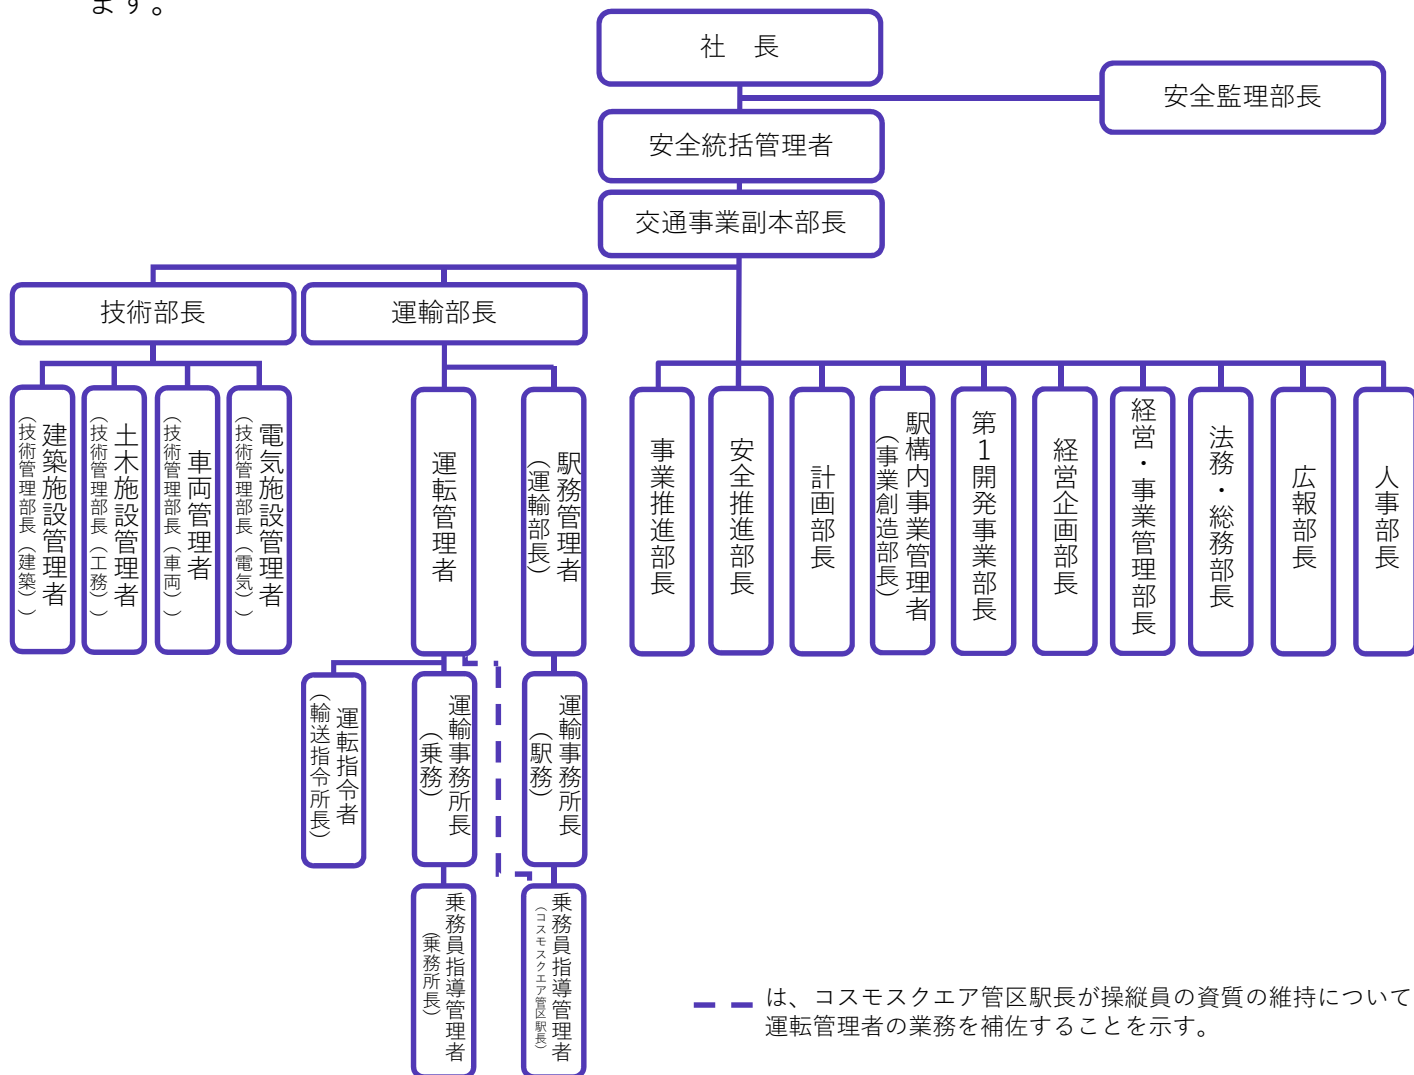 ます。
社　長
安全監理部長
安全統括管理者
交通事業副本部長
技術部長
運輸部長
建築施設管理者
（技術管理部長（建築））
土木施設管理者
（技術管理部長（工務））
車両管理者
（技術管理部長（車両））
電気施設管理者
（技術管理部長（電気））
運転管理者
駅務管理者
（運輸部長）
事業推進部長
安全推進部長
計画部長
駅構内事業管理者
（事業創造部長）
第1開発事業部長
経営企画部長
経営・事業管理部長
法務・総務部長
広報部長
人事部長
運転指令者
（輸送指令所長）
運輸事務所長
（乗務）
運輸事務所長
（駅務）
乗務員指導管理者
（乗務所長）
乗務員指導管理者
（コスモスクエア管区駅長）
は、コスモスクエア管区駅長が操縦員の資質の維持について
運転管理者の業務を補佐することを示す。